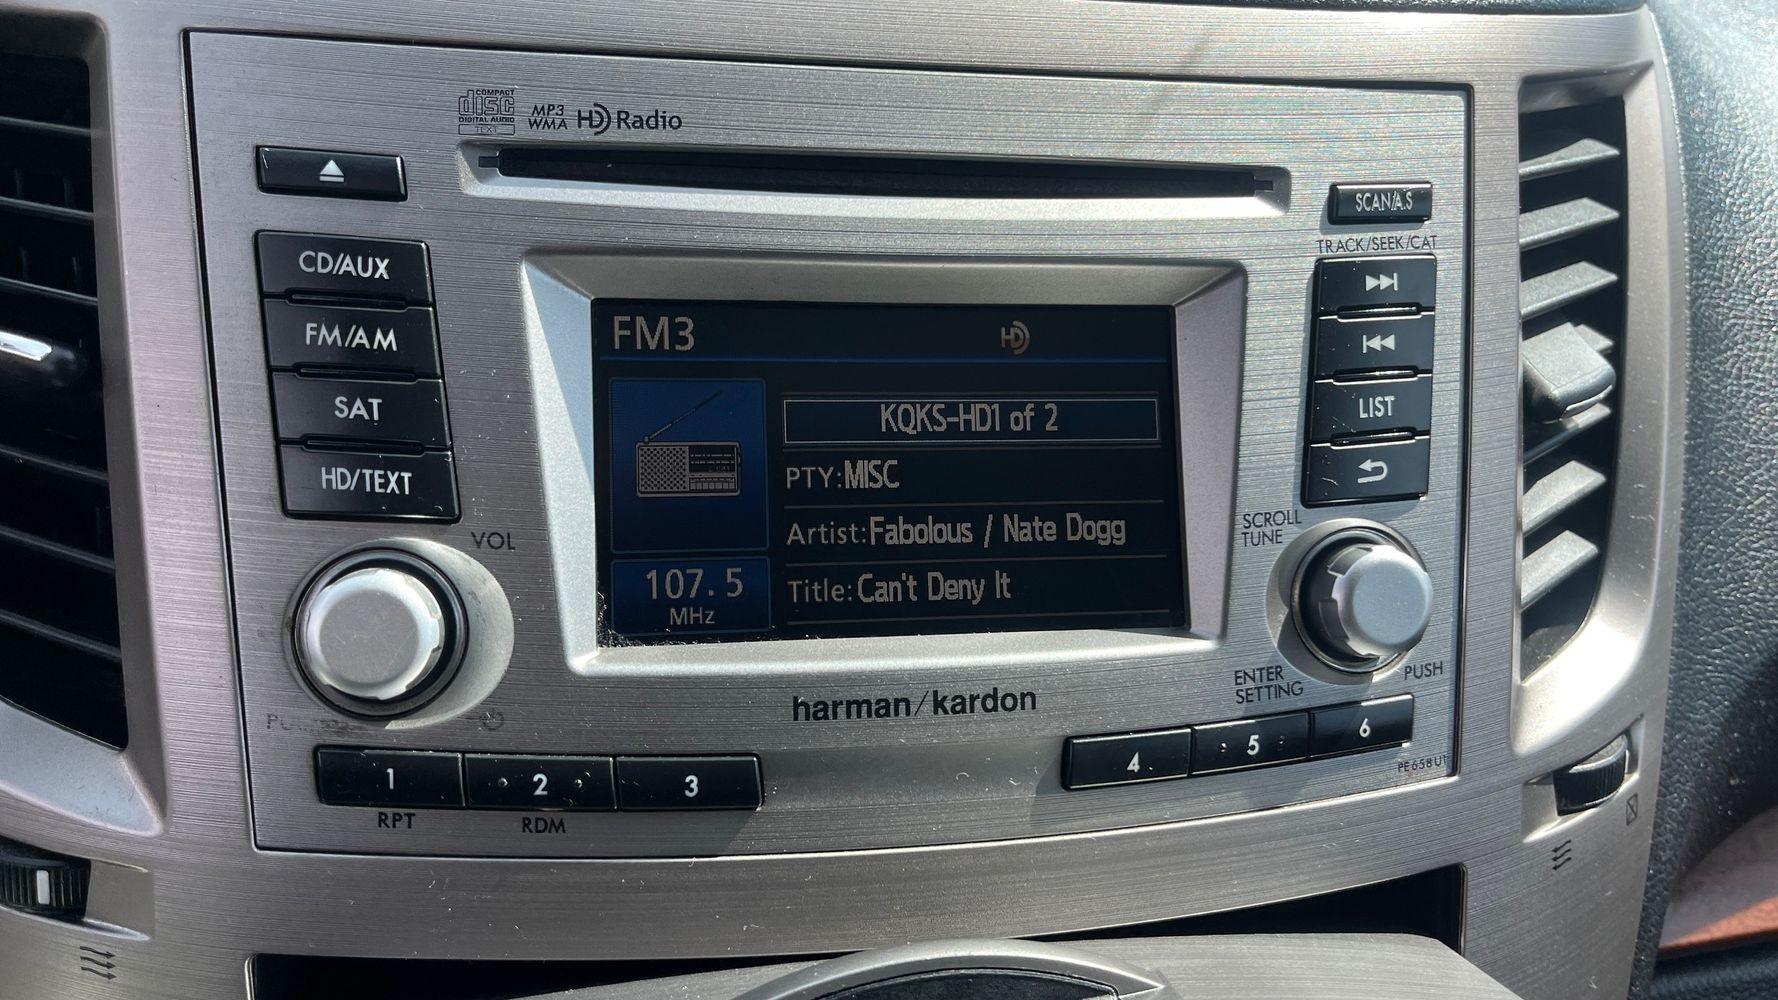 COMPACT
disc
DIGITAL AUDIO
TEXT
MP3
WMA
HD Radio
SCAN/A.S
TRACK/SEEK/CAT
CD/AUX
FM/AM
SAT
HD/TEXT
VOL
FM3
HD
KQKS-HD1 of 2
PTY:MISC
Artist:Fabolous / Nate Dogg
Title:Can't Deny It
107.5
MHz
LIST
SCROLL
TUNE
ENTER
SETTING
PUSH
harman/kardon
1
2
3
4
5
6
RPT
RDM
PE658U1